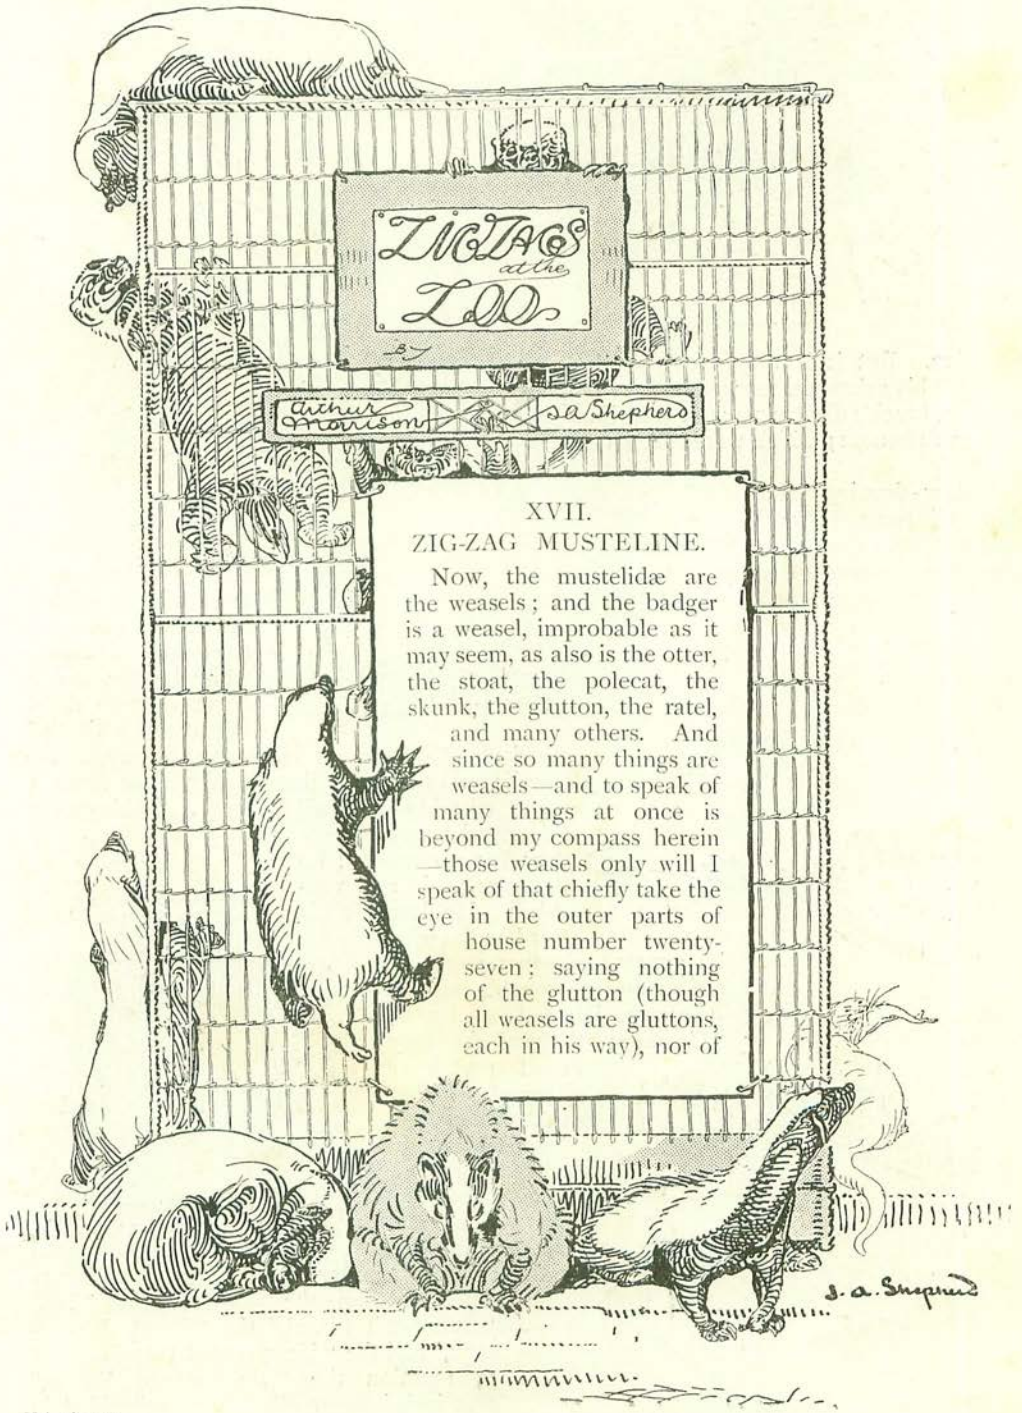 ZIGZAGS
at the
ZOO
By
Arthur
Morrison
J.A. Shepherd
XVII.
ZIG-ZAG MUSTELINE.
Now, the mustelidæ are
the weasels; and the badger
is a weasel, improbable as it
may seem, as also is the otter,
the stoat, the polecat, the
skunk, the glutton, the ratel,
and many others. And
since so many things are
weasels—and to speak of
many things at once is
beyond my compass herein
—those weasels only will I
speak of that chiefly take the
eye in the outer parts of
house number twenty-
seven; saying nothing
of the glutton (though
all weasels are gluttons,
each in his way), nor of
J. A. Shepherd